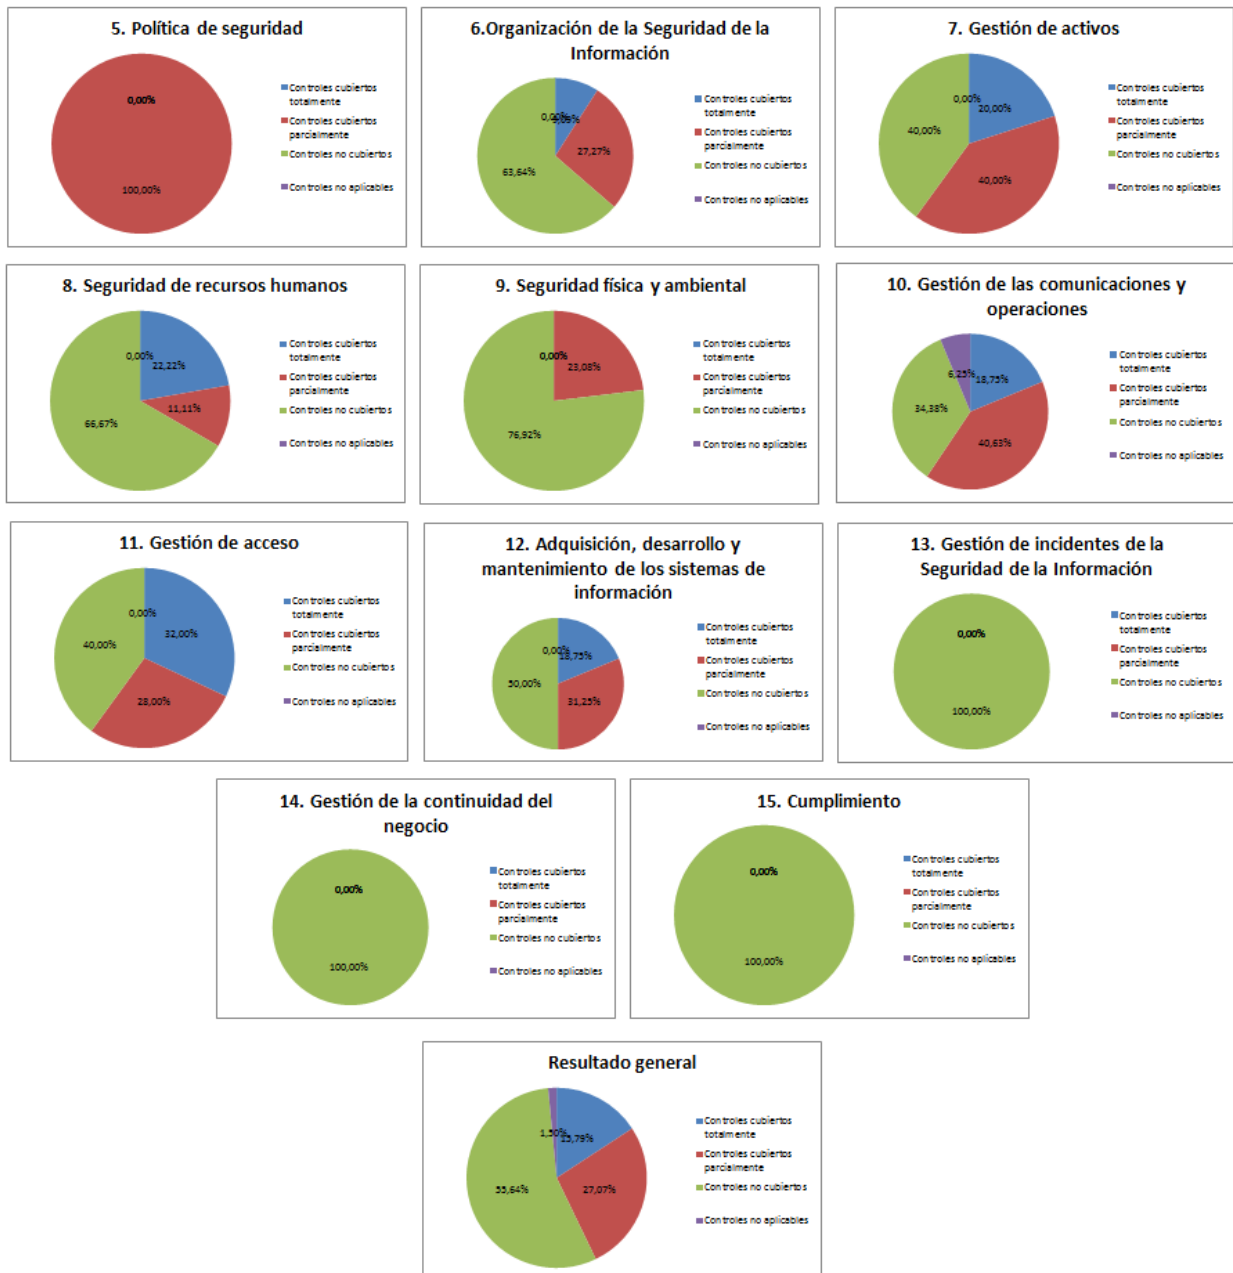 5. Política de seguridad
0,00%
100,00%
Controles cubiertos
totalmente
Controles cubiertos
parcialmente
Controles no cubiertos
Controles no aplicables
6.Organización de la Seguridad de la
Información
0,00%
9,09%
27,27%
63,64%
Controles cubiertos
totalmente
Controles cubiertos
parcialmente
Controles no cubiertos
Controles no aplicables
7. Gestión de activos
0,00%
20,00%
40,00%
40,00%
Controles cubiertos
totalmente
Controles cubiertos
parcialmente
Controles no cubiertos
Controles no aplicables
8. Seguridad de recursos humanos
0,00%
22,22%
11,11%
66,67%
Controles cubiertos
totalmente
Controles cubiertos
parcialmente
Controles no cubiertos
Controles no aplicables
9. Seguridad física y ambiental
0,00%
23,08%
76,92%
Controles cubiertos
totalmente
Controles cubiertos
parcialmente
Controles no cubiertos
Controles no aplicables
10. Gestión de las comunicaciones y
operaciones
6,25%
18,75%
34,38%
40,63%
Controles cubiertos
totalmente
Controles cubiertos
parcialmente
Controles no cubiertos
Controles no aplicables
11. Gestión de acceso
0,00%
32,00%
40,00%
28,00%
Controles cubiertos
totalmente
Controles cubiertos
parcialmente
Controles no cubiertos
Controles no aplicables
12. Adquisición, desarrollo y
mantenimiento de los sistemas de
información
0,00%
18,75%
50,00%
31,25%
Controles cubiertos
totalmente
Controles cubiertos
parcialmente
Controles no cubiertos
Controles no aplicables
13. Gestión de incidentes de la
Seguridad de la Información
0,00%
100,00%
Controles cubiertos
totalmente
Controles cubiertos
parcialmente
Controles no cubiertos
Controles no aplicables
14. Gestión de la continuidad del
negocio
0,00%
100,00%
Controles cubiertos
totalmente
Controles cubiertos
parcialmente
Controles no cubiertos
Controles no aplicables
15. Cumplimiento
0,00%
100,00%
Controles cubiertos
totalmente
Controles cubiertos
parcialmente
Controles no cubiertos
Controles no aplicables
Resultado general
1,50%
15,79%
55,64%
27,07%
Controles cubiertos
totalmente
Controles cubiertos
parcialmente
Controles no cubiertos
Controles no aplicables